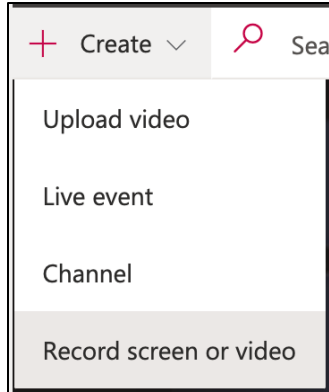 Create
Sea
Upload video
Live event
Channel
Record screen or video